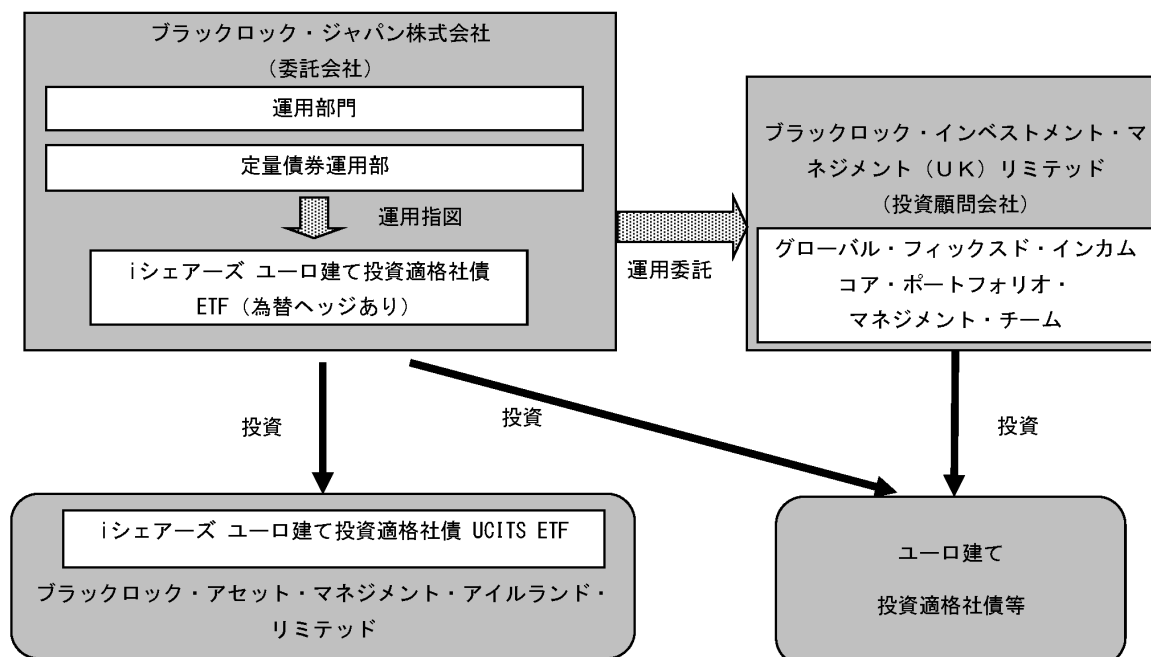 ブラックロック・ジャパン株式会社
（委託会社）
運用部門
定量債券運用部
運用指図
iシェアーズ ユーロ建て投資適格社債
ETF（為替ヘッジあり）
運用委託
ブラックロック・インベストメント・マ
ネジメント（ＵＫ）リミテッド
（投資顧問会社）
グローバル・フィックスド・インカム
コア・ポートフォリオ・
マネジメント・チーム
投資
投資
投資
iシェアーズ ユーロ建て投資適格社債 UCITS ETF
ブラックロック・アセット・マネジメント・アイルランド・
リミテッド
ユーロ建て
投資適格社債等